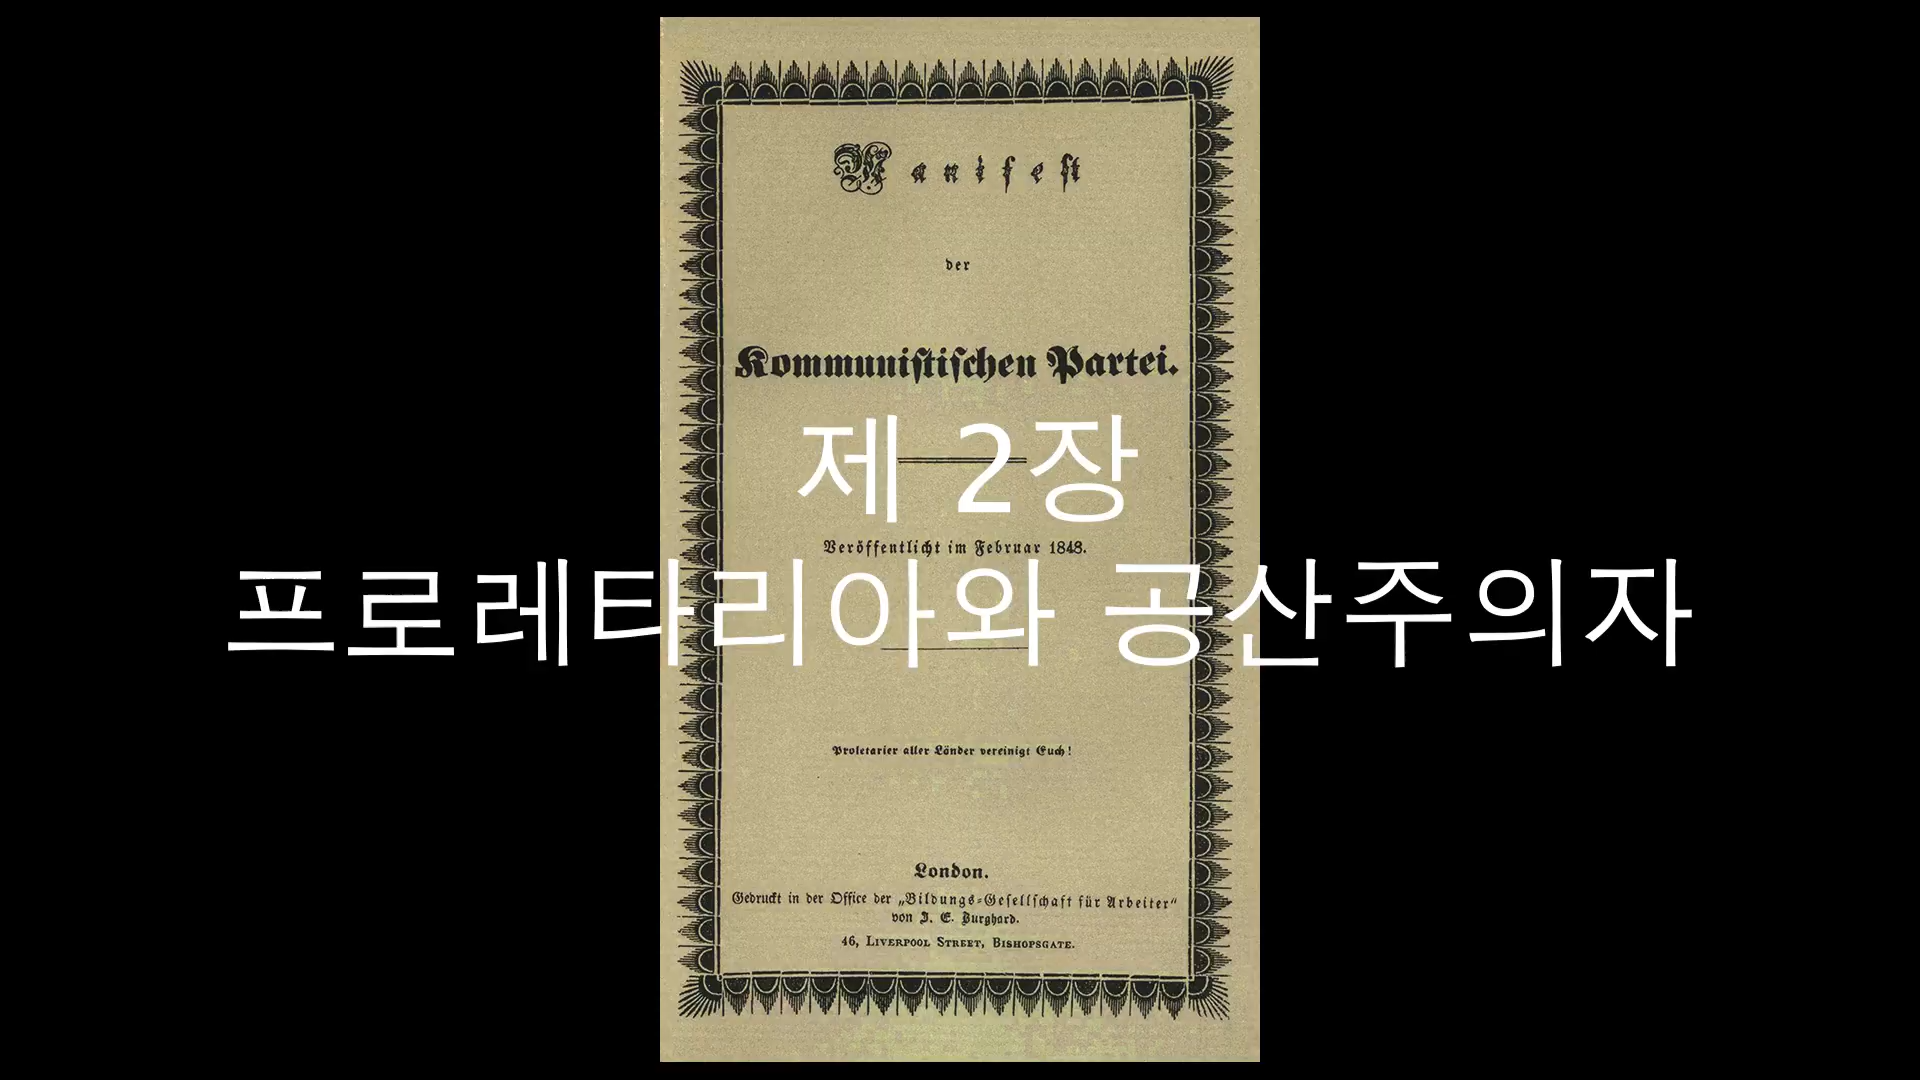 Manifest
der
Kommunistischen Partei.
제 2장
Veröffentlicht im Februar 1848.
프로레타리아와 공산주의자
Proletarier aller Länder vereinigt Euch!
London.
Gedruckt in der Office der „Bildungs-Gesellschaft für Arbeiter“
von J. E. Burghard.
46, LIVERPOOL STREET, BISHOPSGATE.